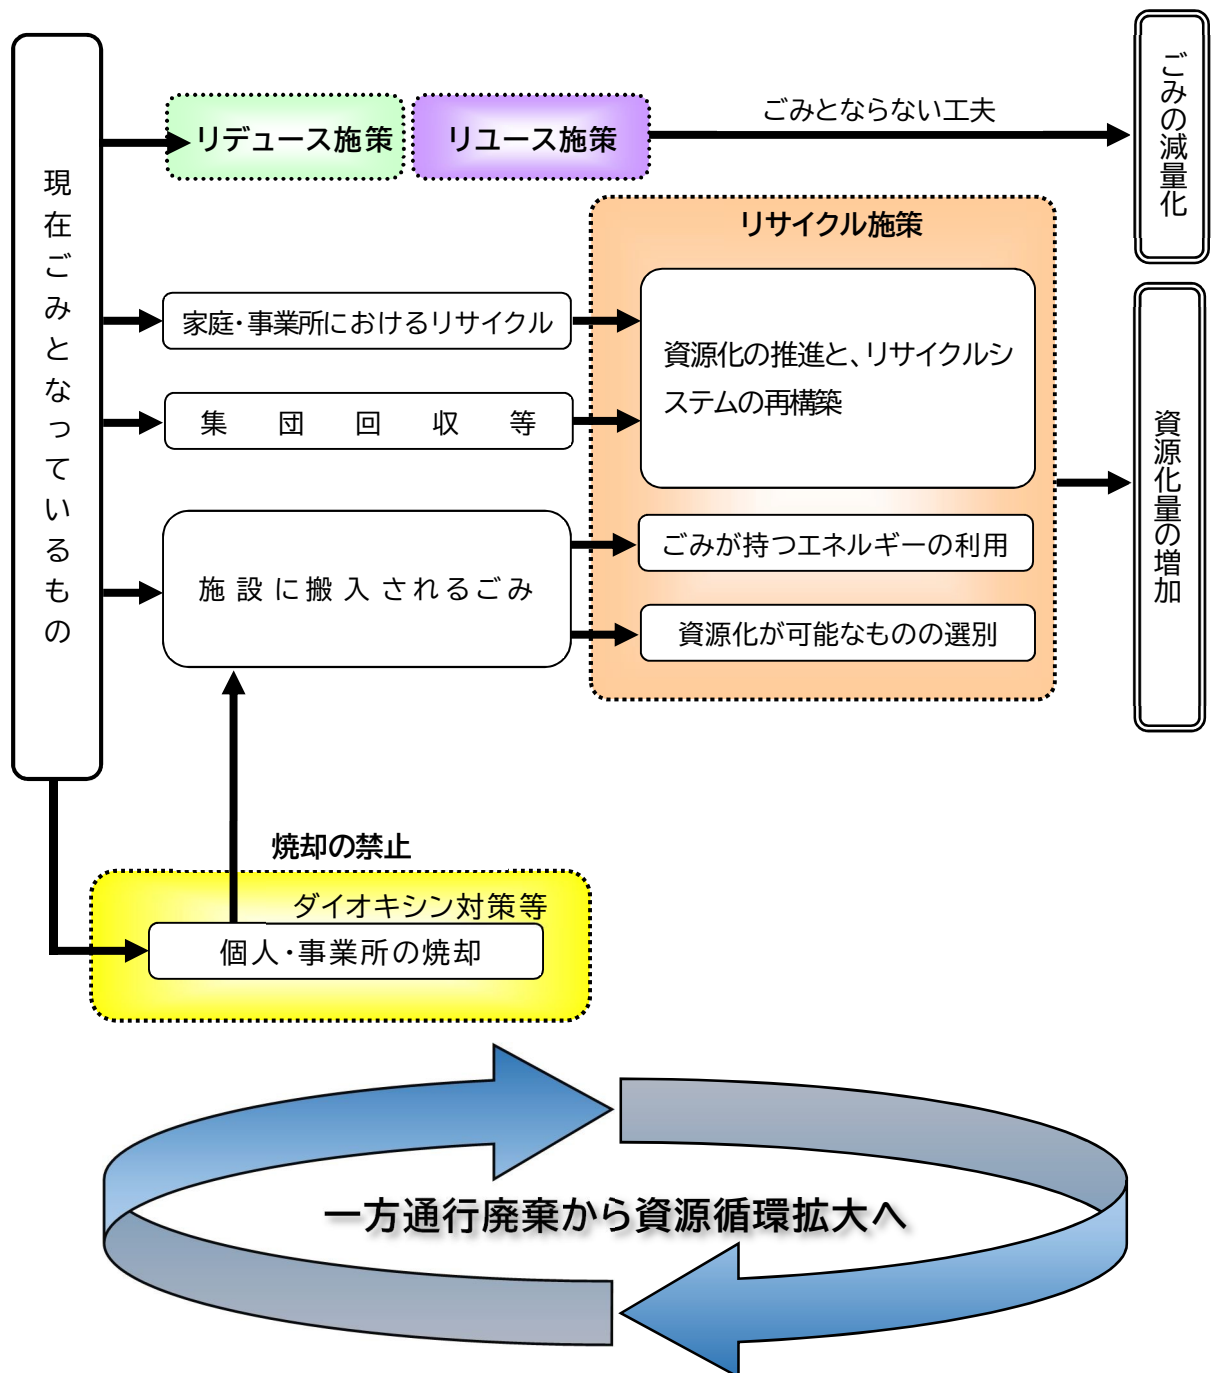 現在ごみとなっているもの
リデュース施策
リユース施策
ごみとならない工夫
ごみの減量化
リサイクル施策
家庭・事業所におけるリサイクル
資源化の推進と、リサイクルシ
ステムの再構築
集団回収等
施設に搬入されるごみ
ごみが持つエネルギーの利用
資源化が可能なものの選別
資源化量の増加
焼却の禁止
ダイオキシン対策等
個人・事業所の焼却
一方通行廃棄から資源循環拡大へ